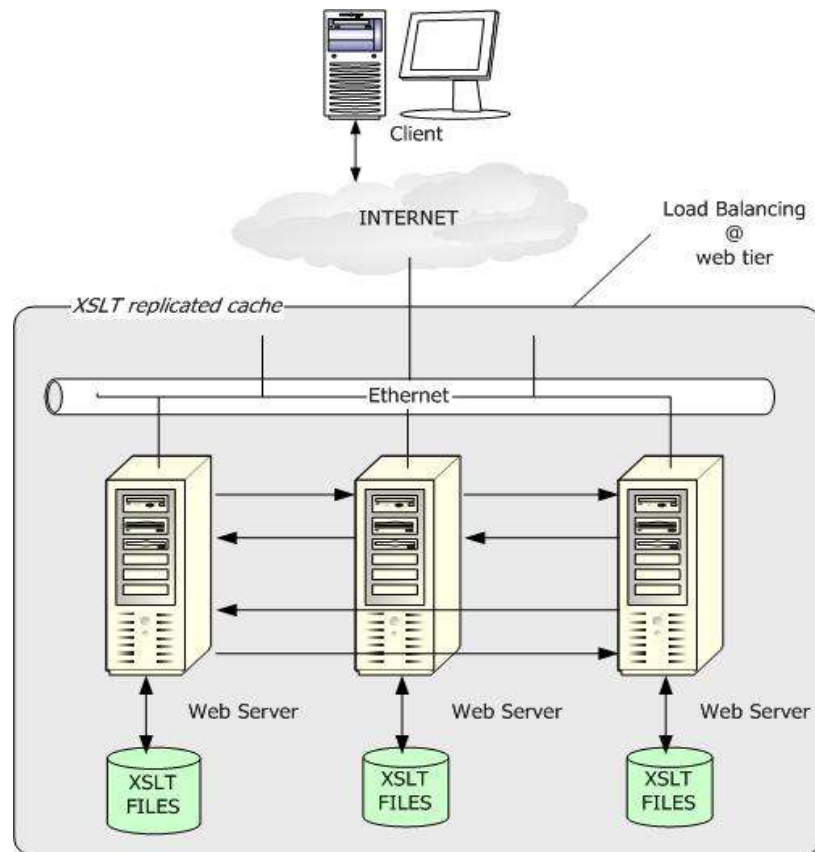 Client
INTERNET
Load Balancing
@
web tier
XSLT replicated cache
Ethernet
Web Server
Web Server
Web Server
XSLT
FILES
XSLT
FILES
XSLT
FILES